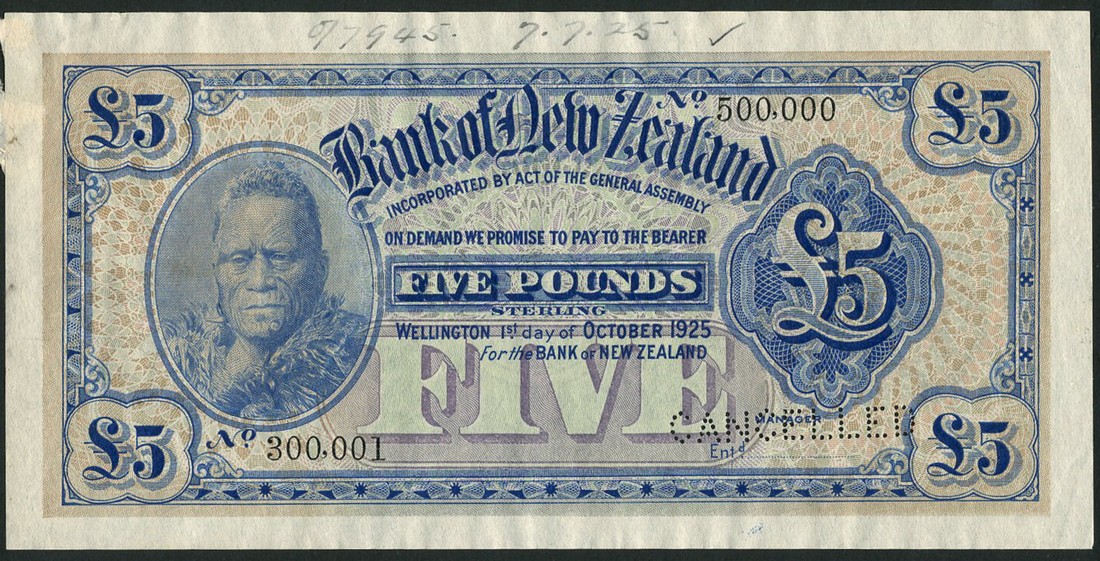 97945. 7.7.25. ✓
£5 £5
Nº 500,000
Bank of New Zealand
INCORPORATED BY ACT OF THE GENERAL ASSEMBLY
ON DEMAND WE PROMISE TO PAY TO THE BEARER
£5
FIVE POUNDS
STERLING
WELLINGTON 1st day of OCTOBER 1925
For the BANK OF NEW ZEALAND
FIVE
MANAGER
CANCELLED
£5 £5
Nº 300,001
Entd